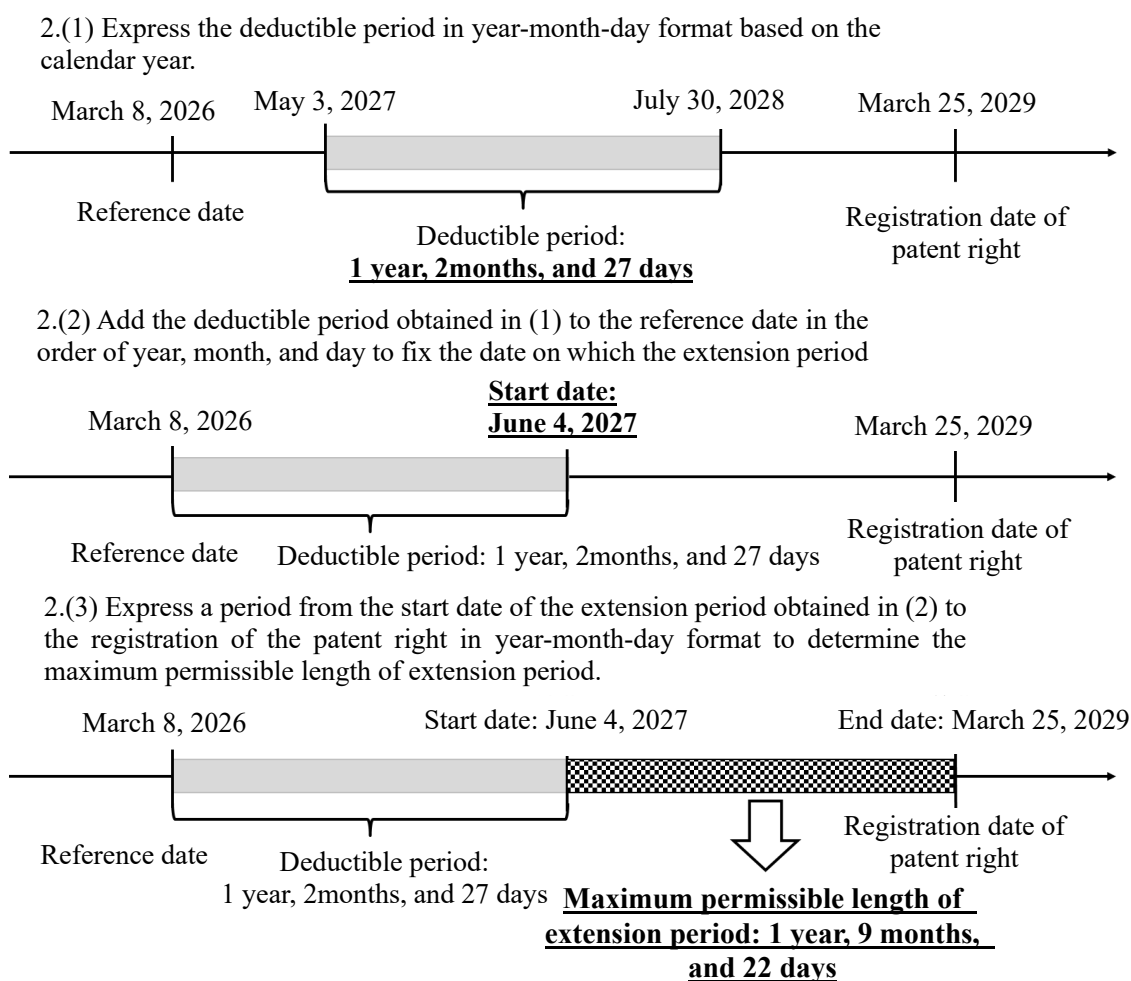 2.(1) Express the deductible period in year-month-day format based on the
calendar year.
March 8, 2026
May 3, 2027
July 30, 2028
March 25, 2029
Reference date
Deductible period:
1 year, 2months, and 27 days
Registration date of
patent right
2.(2) Add the deductible period obtained in (1) to the reference date in the
order of year, month, and day to fix the date on which the extension period
March 8, 2026
Start date:
June 4, 2027
March 25, 2029
Reference date
Deductible period: 1 year, 2months, and 27 days
Registration date of
patent right
2.(3) Express a period from the start date of the extension period obtained in (2) to
the registration of the patent right in year-month-day format to determine the
maximum permissible length of extension period.
March 8, 2026
Start date: June 4, 2027
End date: March 25, 2029
Reference date
Deductible period:
1 year, 2months, and 27 days
Registration date of
patent right
Maximum permissible length of
extension period: 1 year, 9 months,
and 22 days